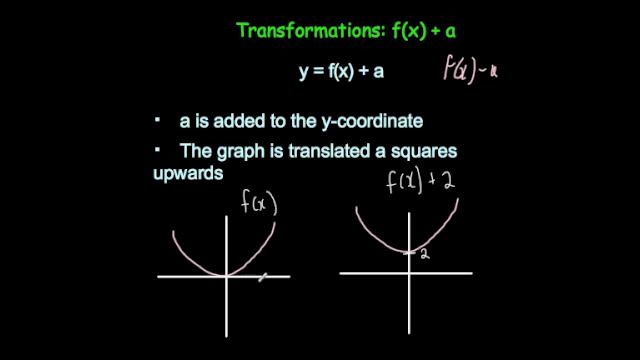 Transformations: f(x) + a
y = f(x) + a
f(x) - a
▪ a is added to the y-coordinate
▪ The graph is translated a squares
upwards
f(x)
f(x) + 2
2